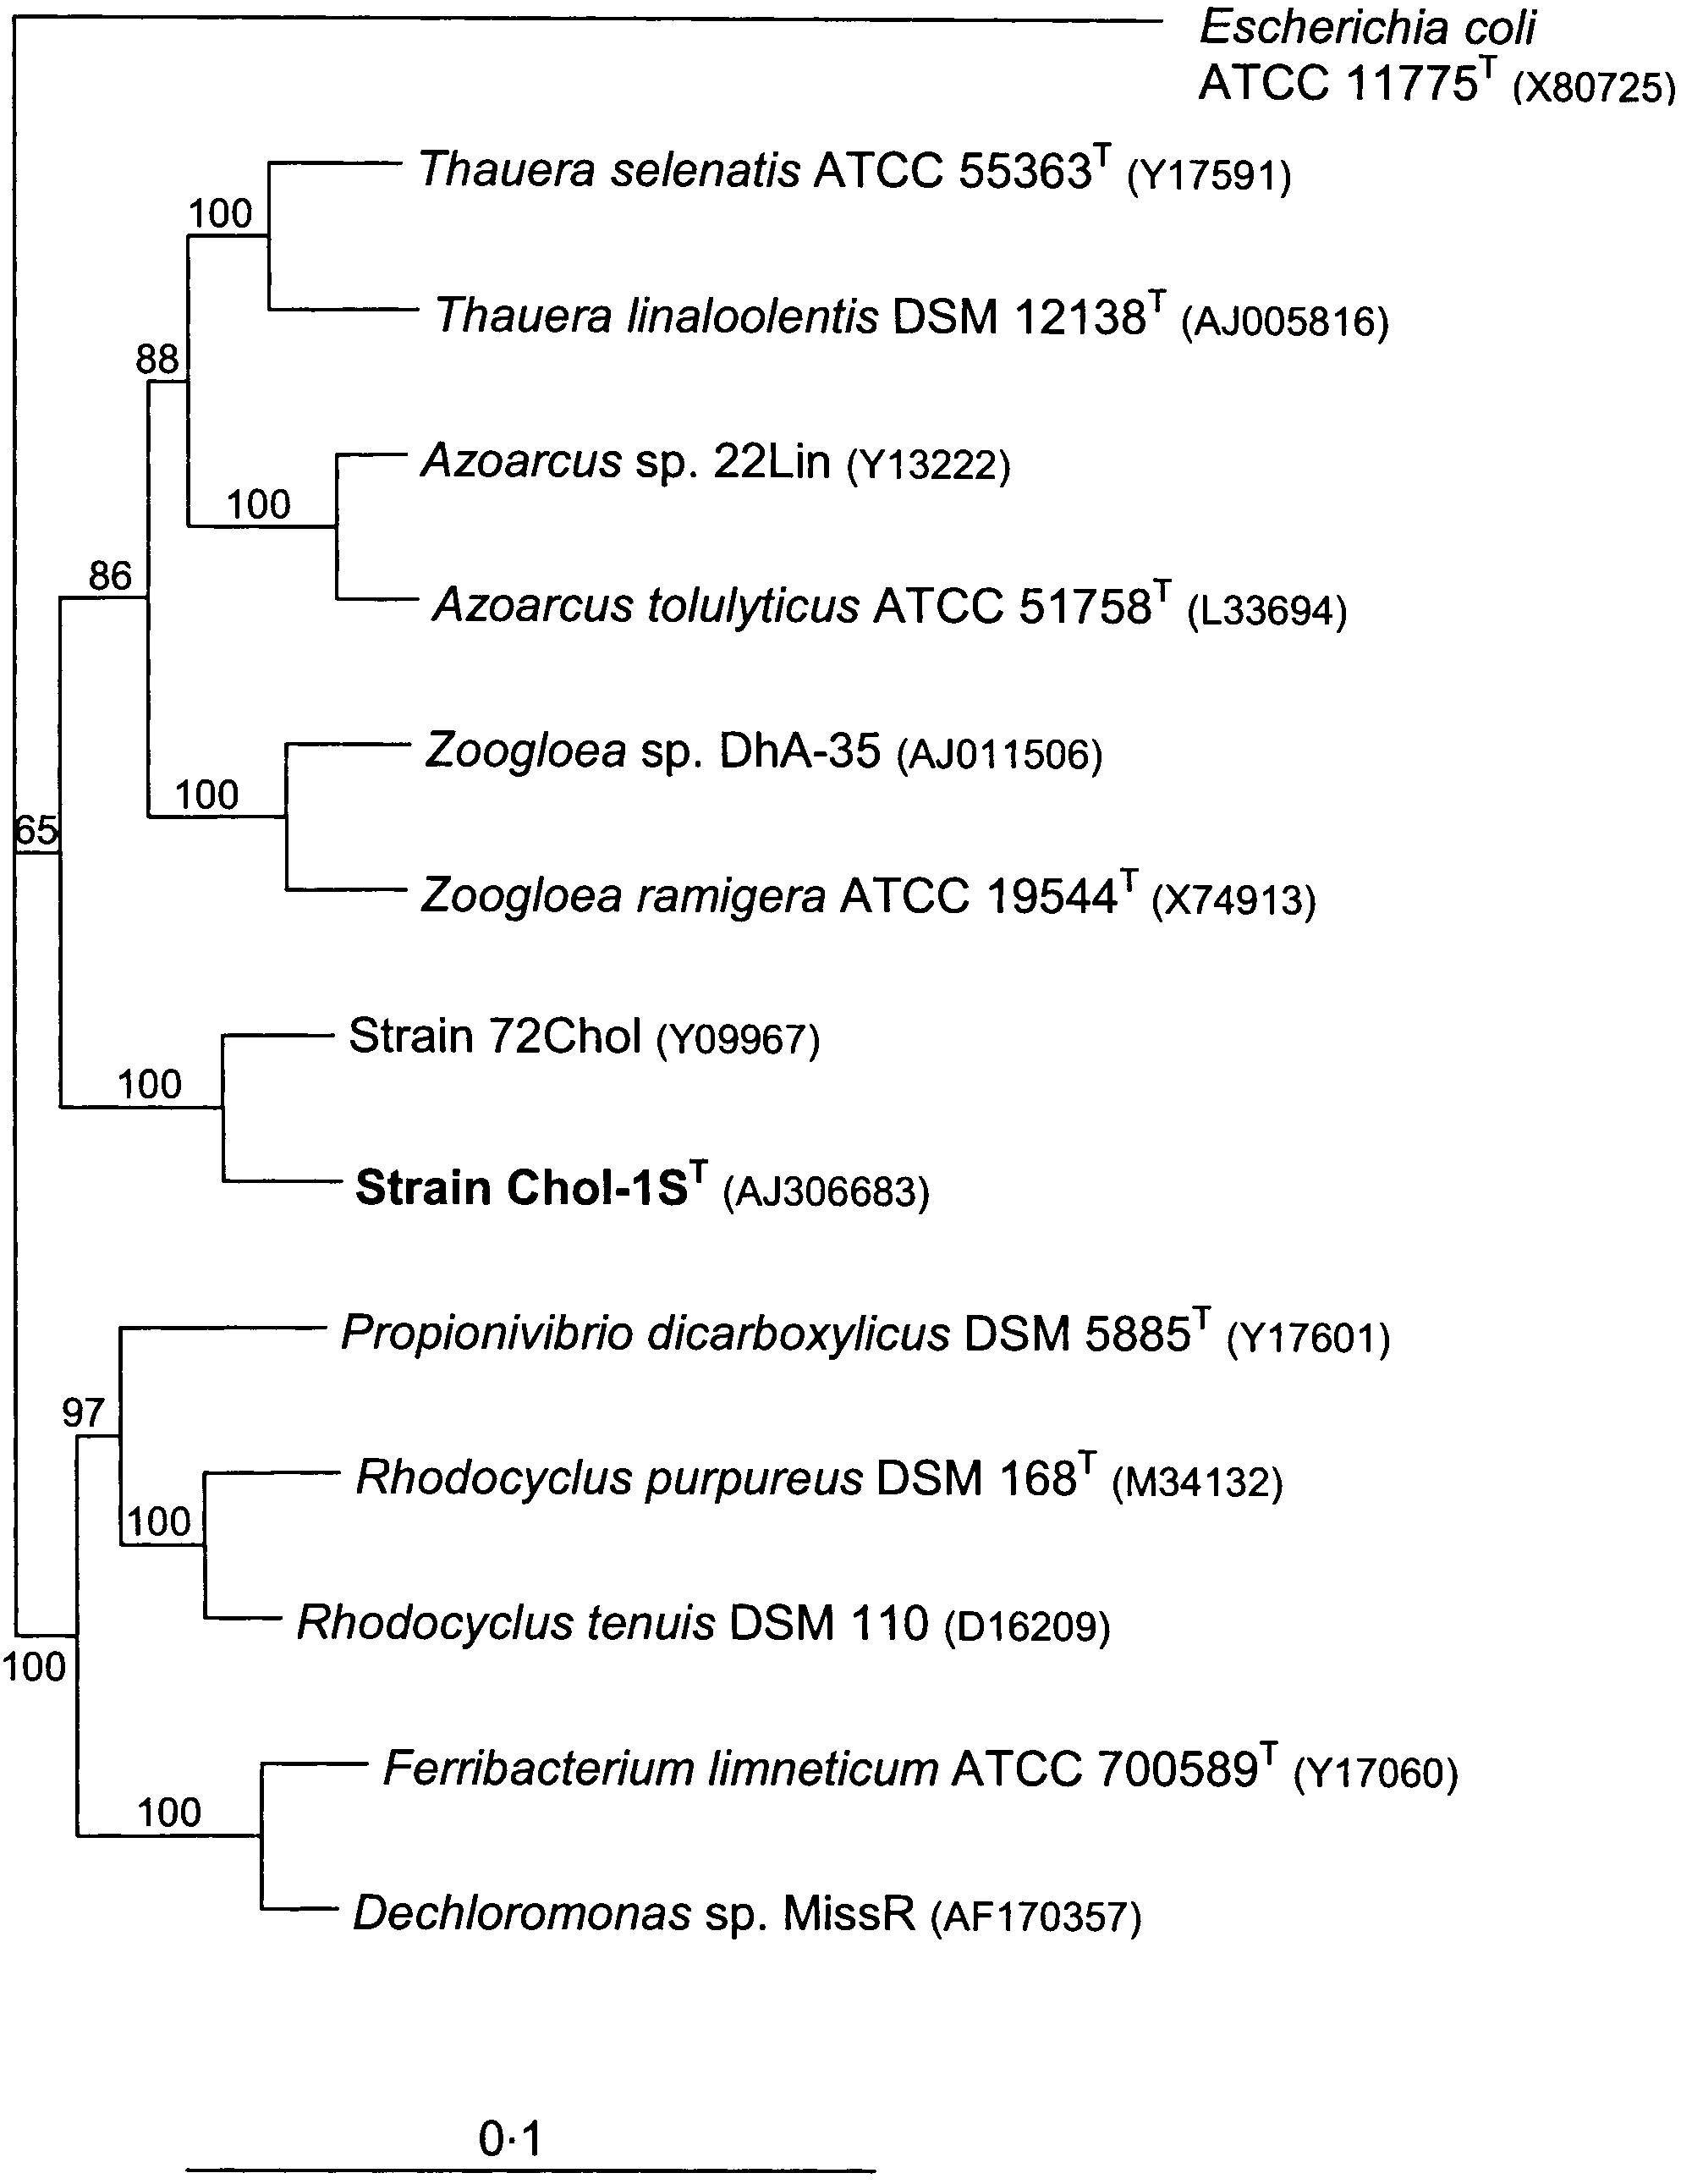 Escherichia coli
ATCC 11775T (X80725)
Thauera selenatis ATCC 55363T (Y17591)
100
Thauera linaloolentis DSM 12138T (AJ005816)
88
Azoarcus sp. 22Lin (Y13222)
100
86
Azoarcus tolulyticus ATCC 51758T (L33694)
Zoogloea sp. DhA-35 (AJ011506)
100
65
Zoogloea ramigera ATCC 19544T (X74913)
Strain 72Chol (Y09967)
100
Strain Chol-1ST (AJ306683)
Propionivibrio dicarboxylicus DSM 5885T (Y17601)
97
Rhodocyclus purpureus DSM 168T (M34132)
100
Rhodocyclus tenuis DSM 110 (D16209)
100
Ferribacterium limneticum ATCC 700589T (Y17060)
100
Dechloromonas sp. MissR (AF170357)
0·1